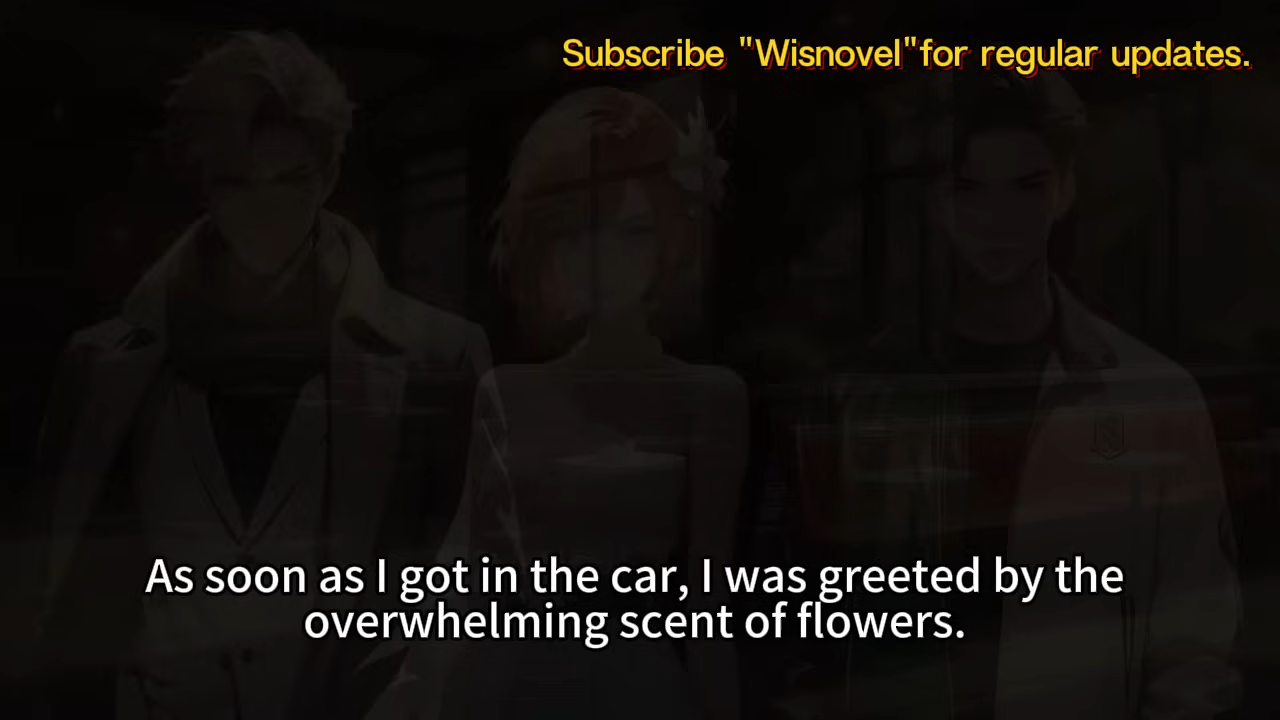 Subscribe "Wisnovel"for regular updates.
As soon as I got in the car, I was greeted by the
overwhelming scent of flowers.